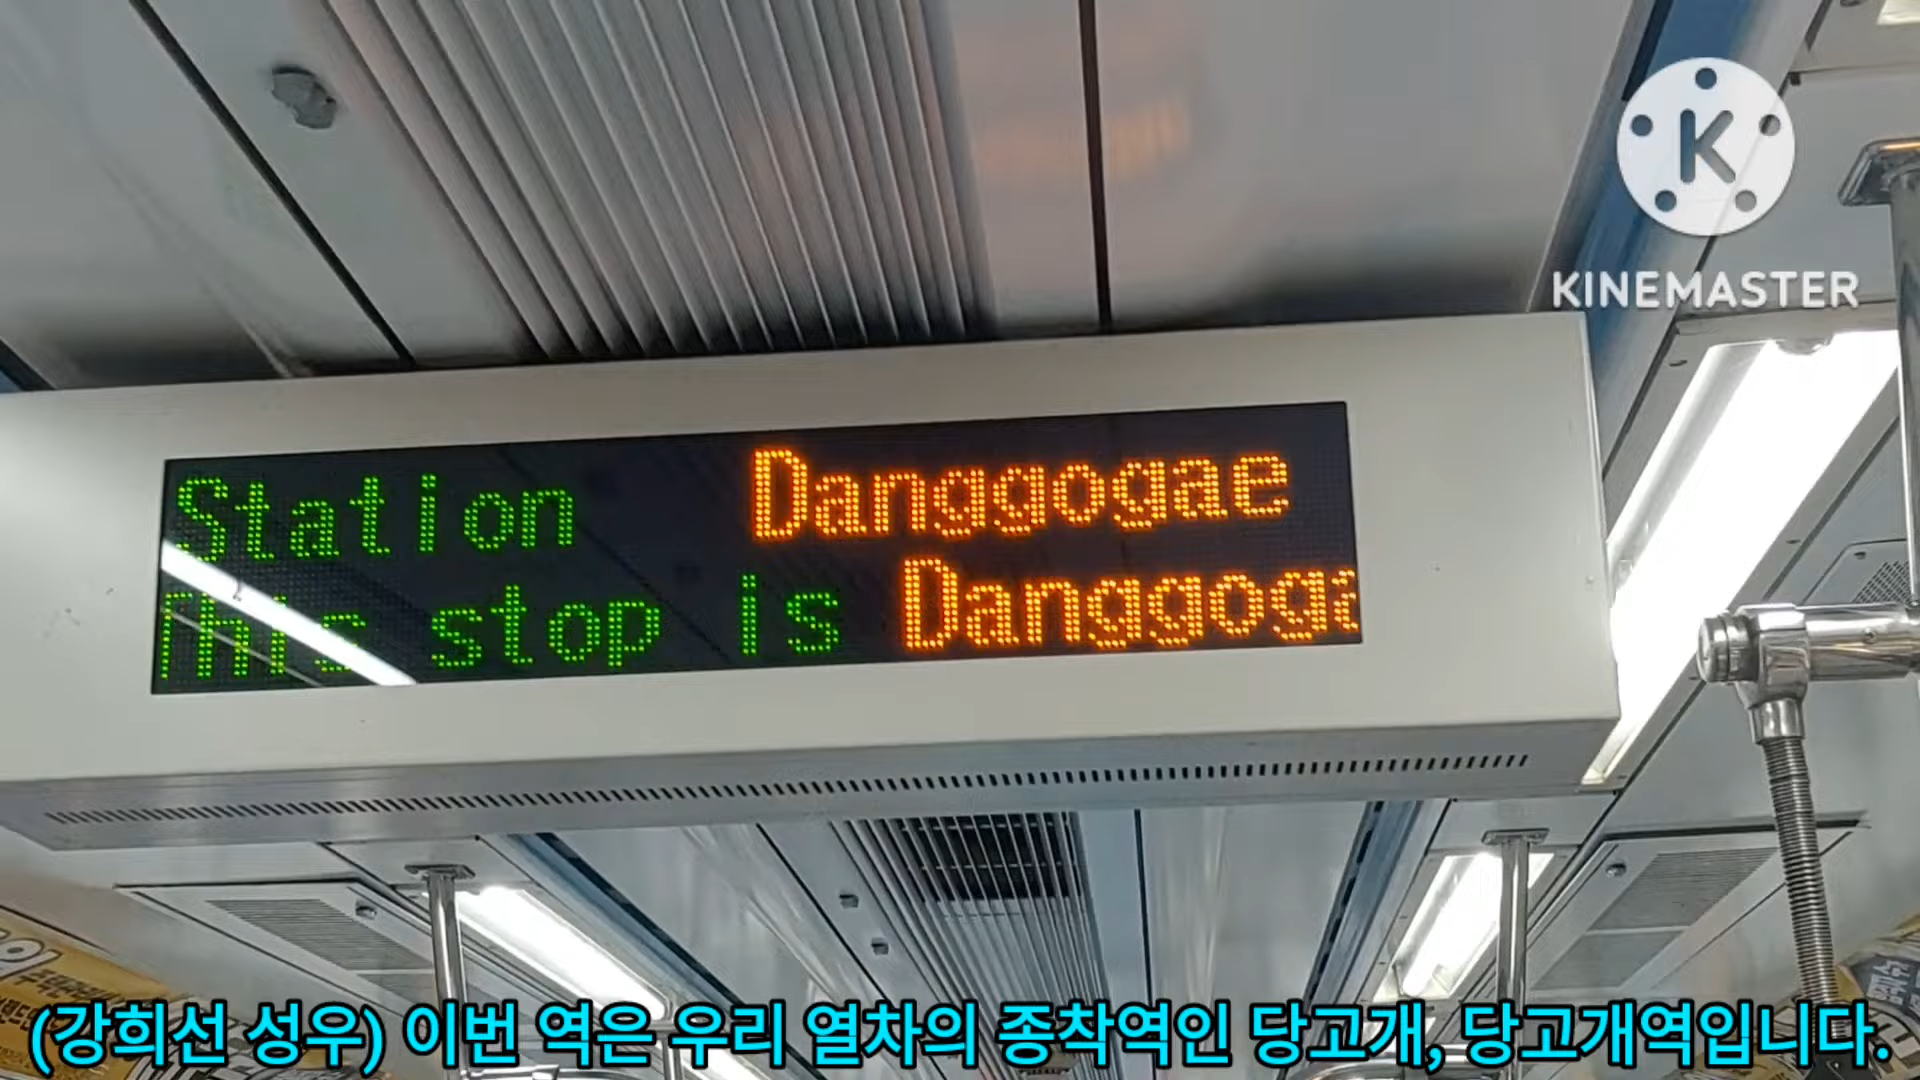 KINEMASTER
Station Danggogae
This stop is Danggoga
(강희선 성우) 이번 역은 우리 열차의 종착역인 당고개, 당고개역입니다.